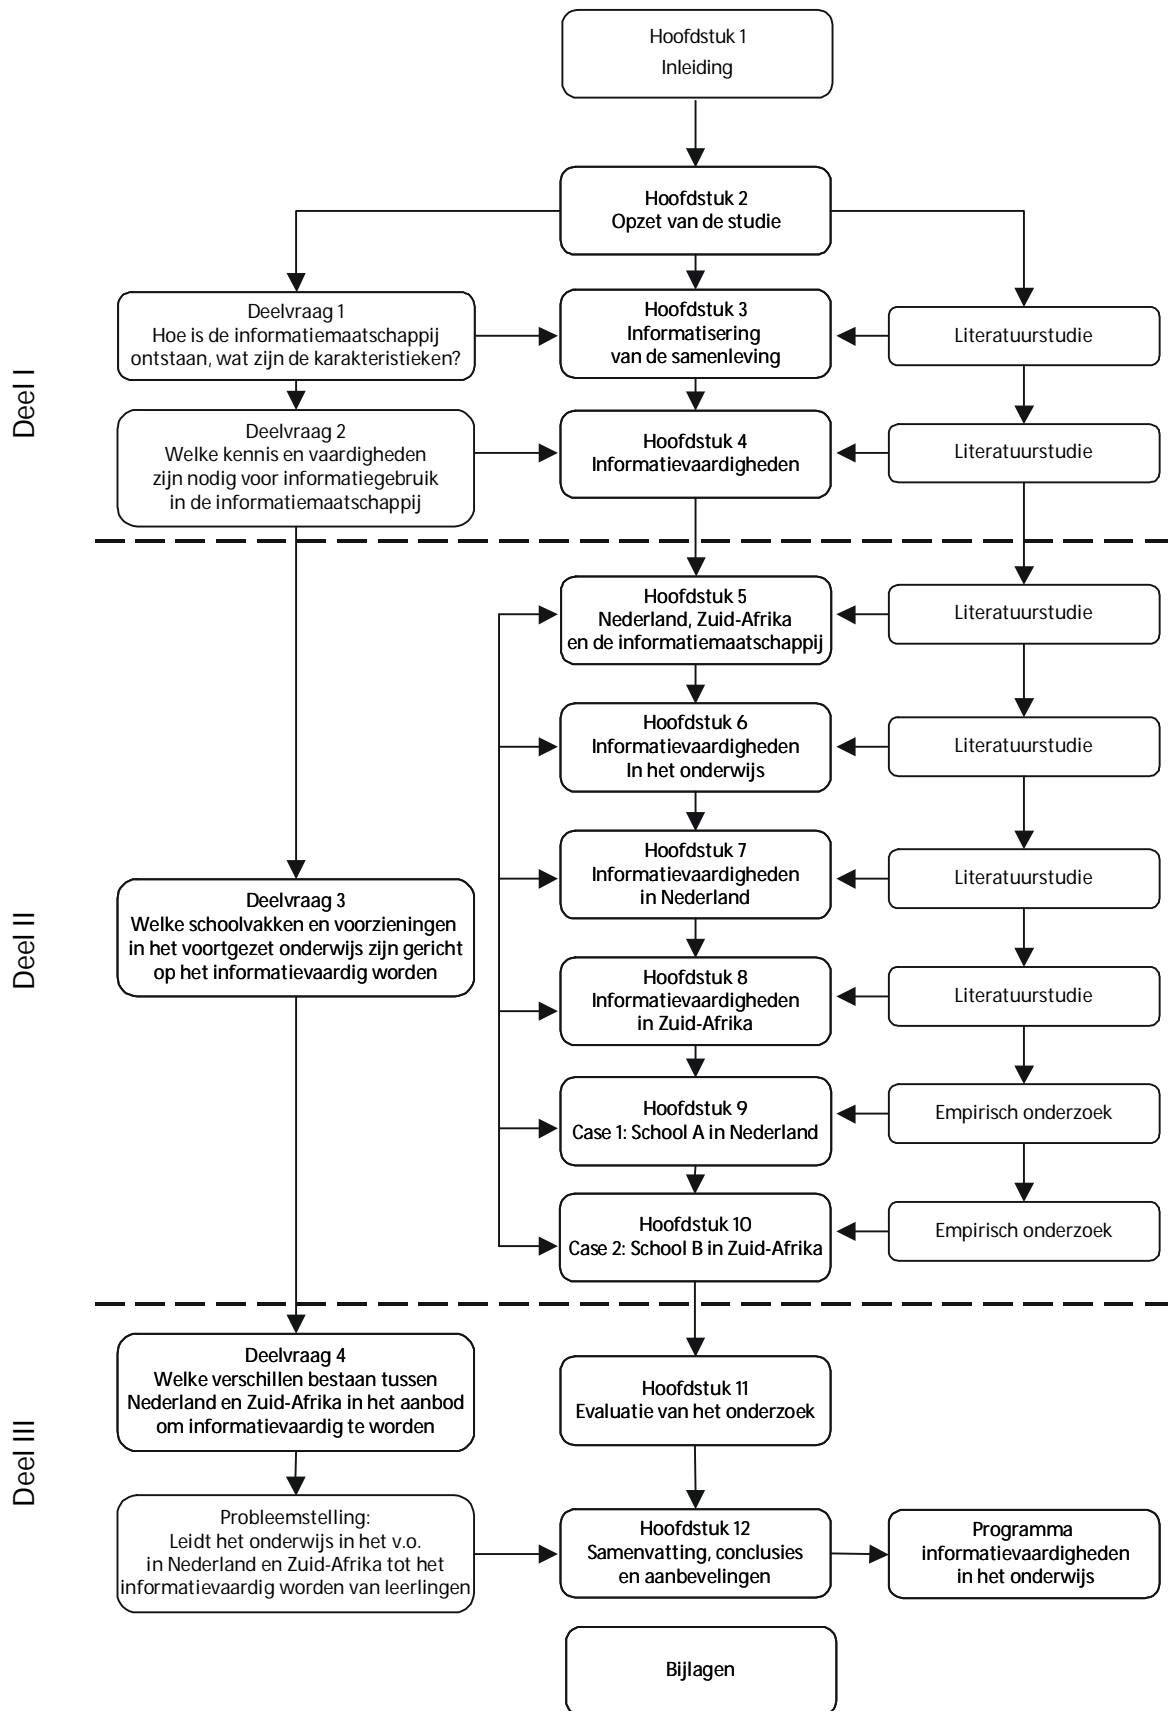 Hoofdstuk 1
Inleiding
Hoofdstuk 2
Opzet van de studie
Deel I
Deelvraag 1
Hoe is de informatiemaatschappij
ontstaan, wat zijn de karakteristieken?
Hoofdstuk 3
Informatisering
van de samenleving
Literatuurstudie
Deelvraag 2
Welke kennis en vaardigheden
zijn nodig voor informatiegebruik
in de informatiemaatschappij
Hoofdstuk 4
Informatievaardigheden
Literatuurstudie
Deel II
Hoofdstuk 5
Nederland, Zuid-Afrika
en de informatiemaatschappij
Literatuurstudie
Hoofdstuk 6
Informatievaardigheden
In het onderwijs
Literatuurstudie
Deelvraag 3
Welke schoolvakken en voorzieningen
in het voortgezet onderwijs zijn gericht
op het informatievaardig worden
Hoofdstuk 7
Informatievaardigheden
in Nederland
Literatuurstudie
Hoofdstuk 8
Informatievaardigheden
in Zuid-Afrika
Literatuurstudie
Hoofdstuk 9
Case 1: School A in Nederland
Empirisch onderzoek
Hoofdstuk 10
Case 2: School B in Zuid-Afrika
Empirisch onderzoek
Deel III
Deelvraag 4
Welke verschillen bestaan tussen
Nederland en Zuid-Afrika in het aanbod
om informatievaardig te worden
Hoofdstuk 11
Evaluatie van het onderzoek
Probleemstelling:
Leidt het onderwijs in het v.o.
in Nederland en Zuid-Afrika tot het
informatievaardig worden van leerlingen
Hoofdstuk 12
Samenvatting, conclusies
en aanbevelingen
Programma
informatievaardigheden
in het onderwijs
Bijlagen